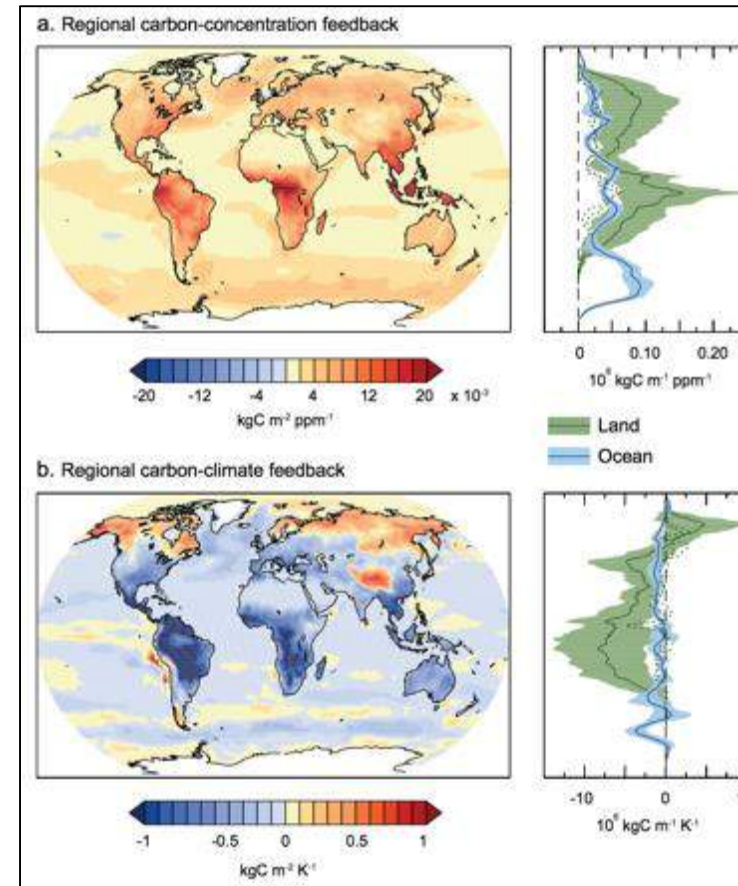 a. Regional carbon-concentration feedback
0 0.10 0.20
10⁶ kgC m⁻¹ ppm⁻¹
-20 -12 -4 4 12 20 x 10⁻³
kgC m⁻² ppm⁻¹
Land
Ocean
b. Regional carbon-climate feedback
-10 0
10⁶ kgC m⁻¹ K⁻¹
-1 -0.5 0 0.5 1
kgC m⁻² K⁻¹